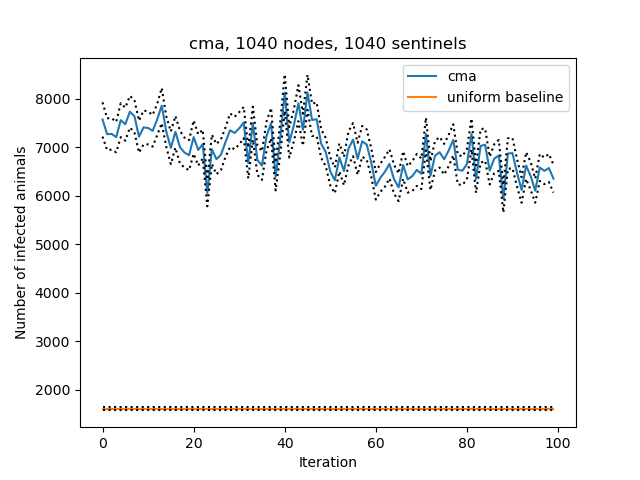 cma, 1040 nodes, 1040 sentinels
cma
uniform baseline
Number of infected animals
8000
7000
6000
5000
4000
3000
2000
0 20 40 60 80 100
Iteration